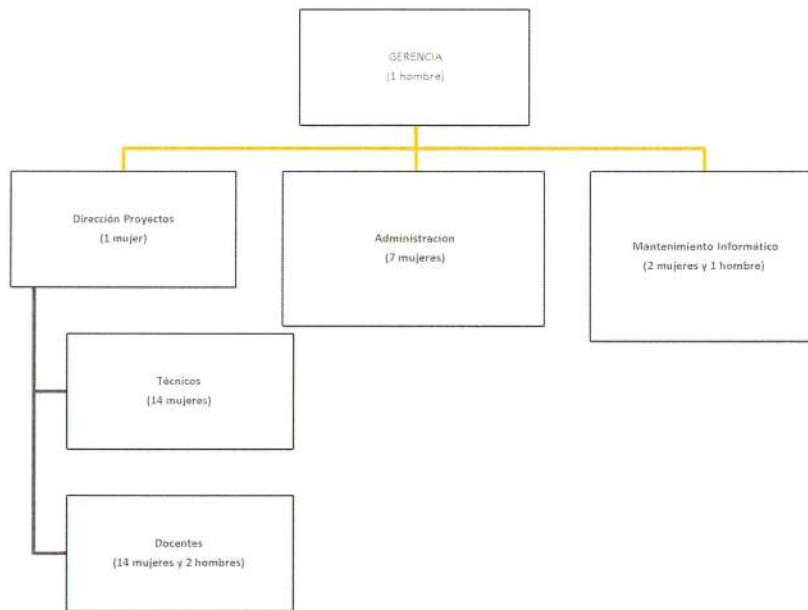 GERENCIA
(1 hombre)
Dirección Proyectos
(1 mujer)
Administracion
(7 mujeres)
Mantenimiento Informático
(2 mujeres y 1 hombre)
Técnicos
(14 mujeres)
Docentes
(14 mujeres y 2 hombres)